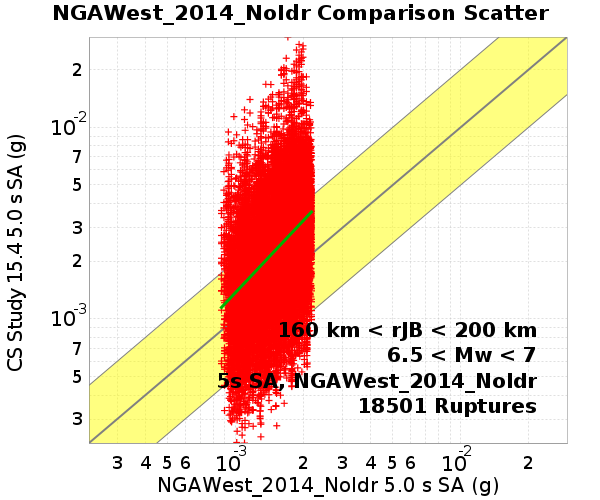 NGAWest_2014_NoIdr Comparison Scatter
CS Study 15.4 5.0 s SA (g)
2
10-2
7
5
3
2
10-3
7
5
3
160 km < rJB < 200 km
6.5 < Mw < 7
5s SA, NGAWest_2014_NoIdr
18501 Ruptures
3 4 5 6 10-3 2 3 4 5 6 10-2 2
NGAWest_2014_NoIdr 5.0 s SA (g)